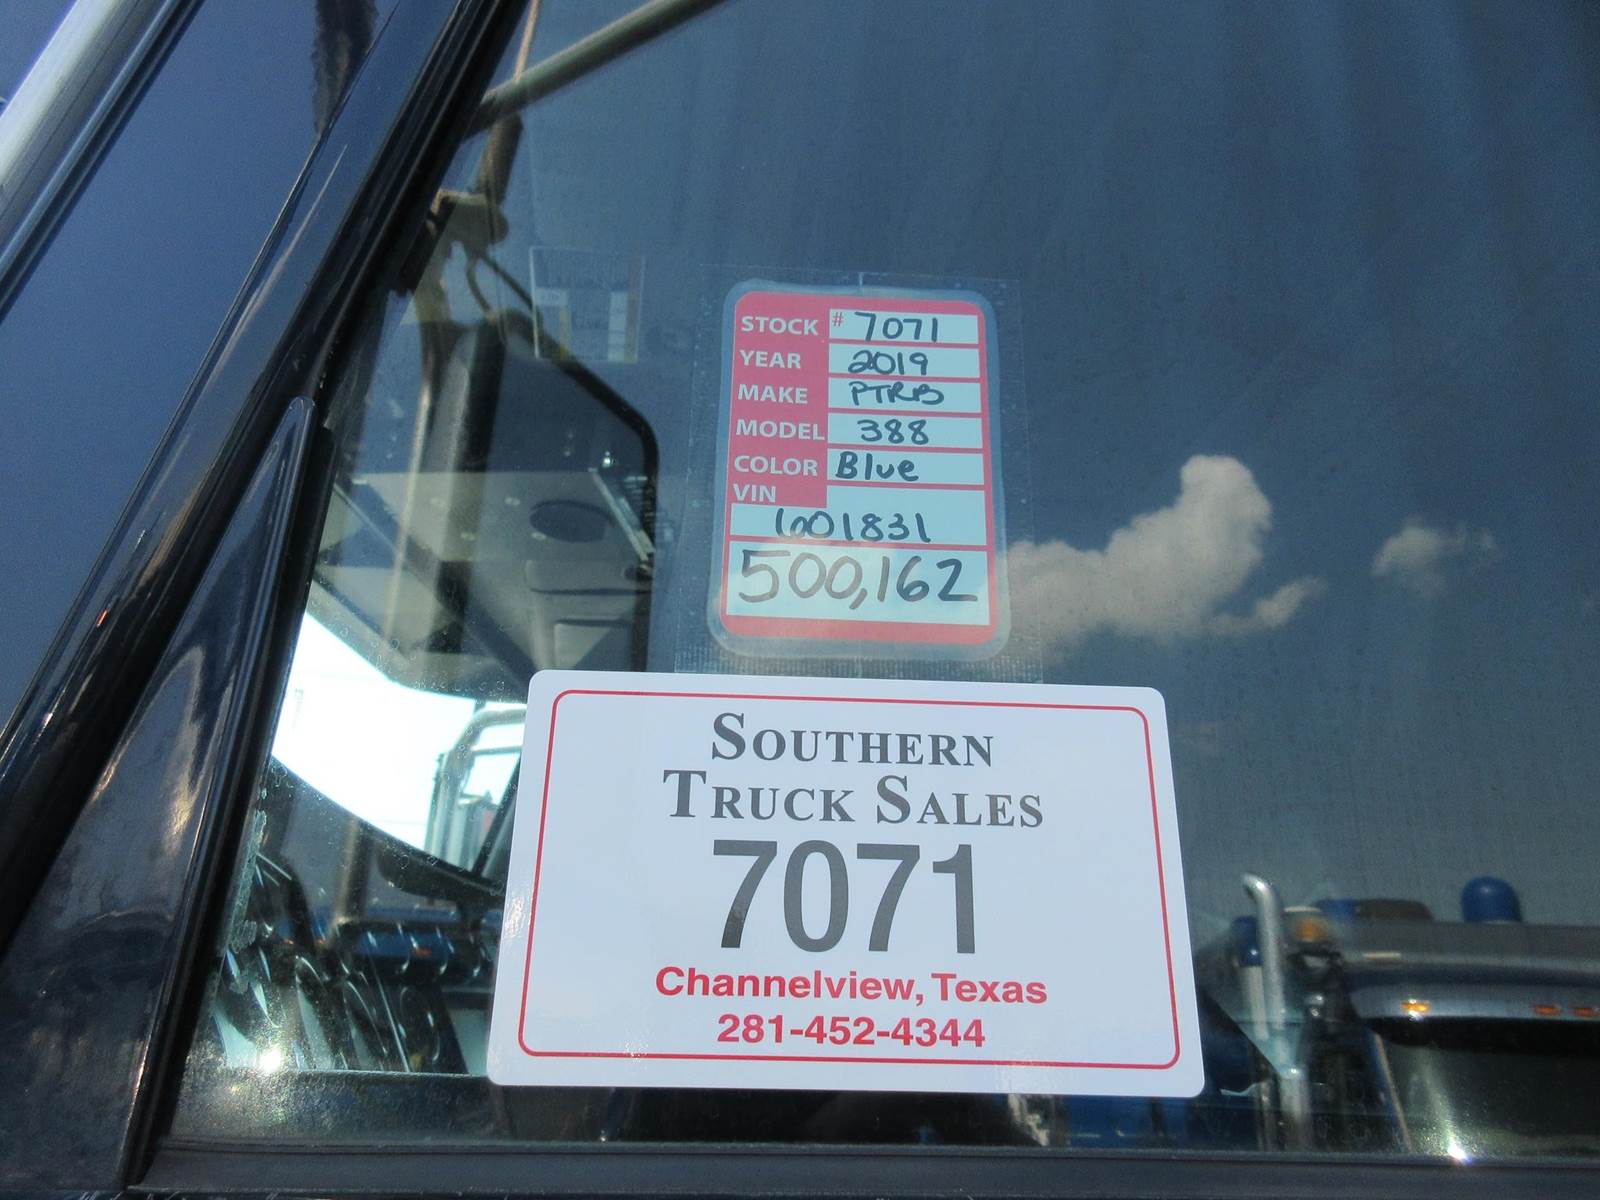 STOCK # 7071
YEAR 2019
MAKE PTRB
MODEL 388
COLOR Blue
VIN
601831
500,162
SOUTHERN
TRUCK SALES
7071
Channelview, Texas
281-452-4344